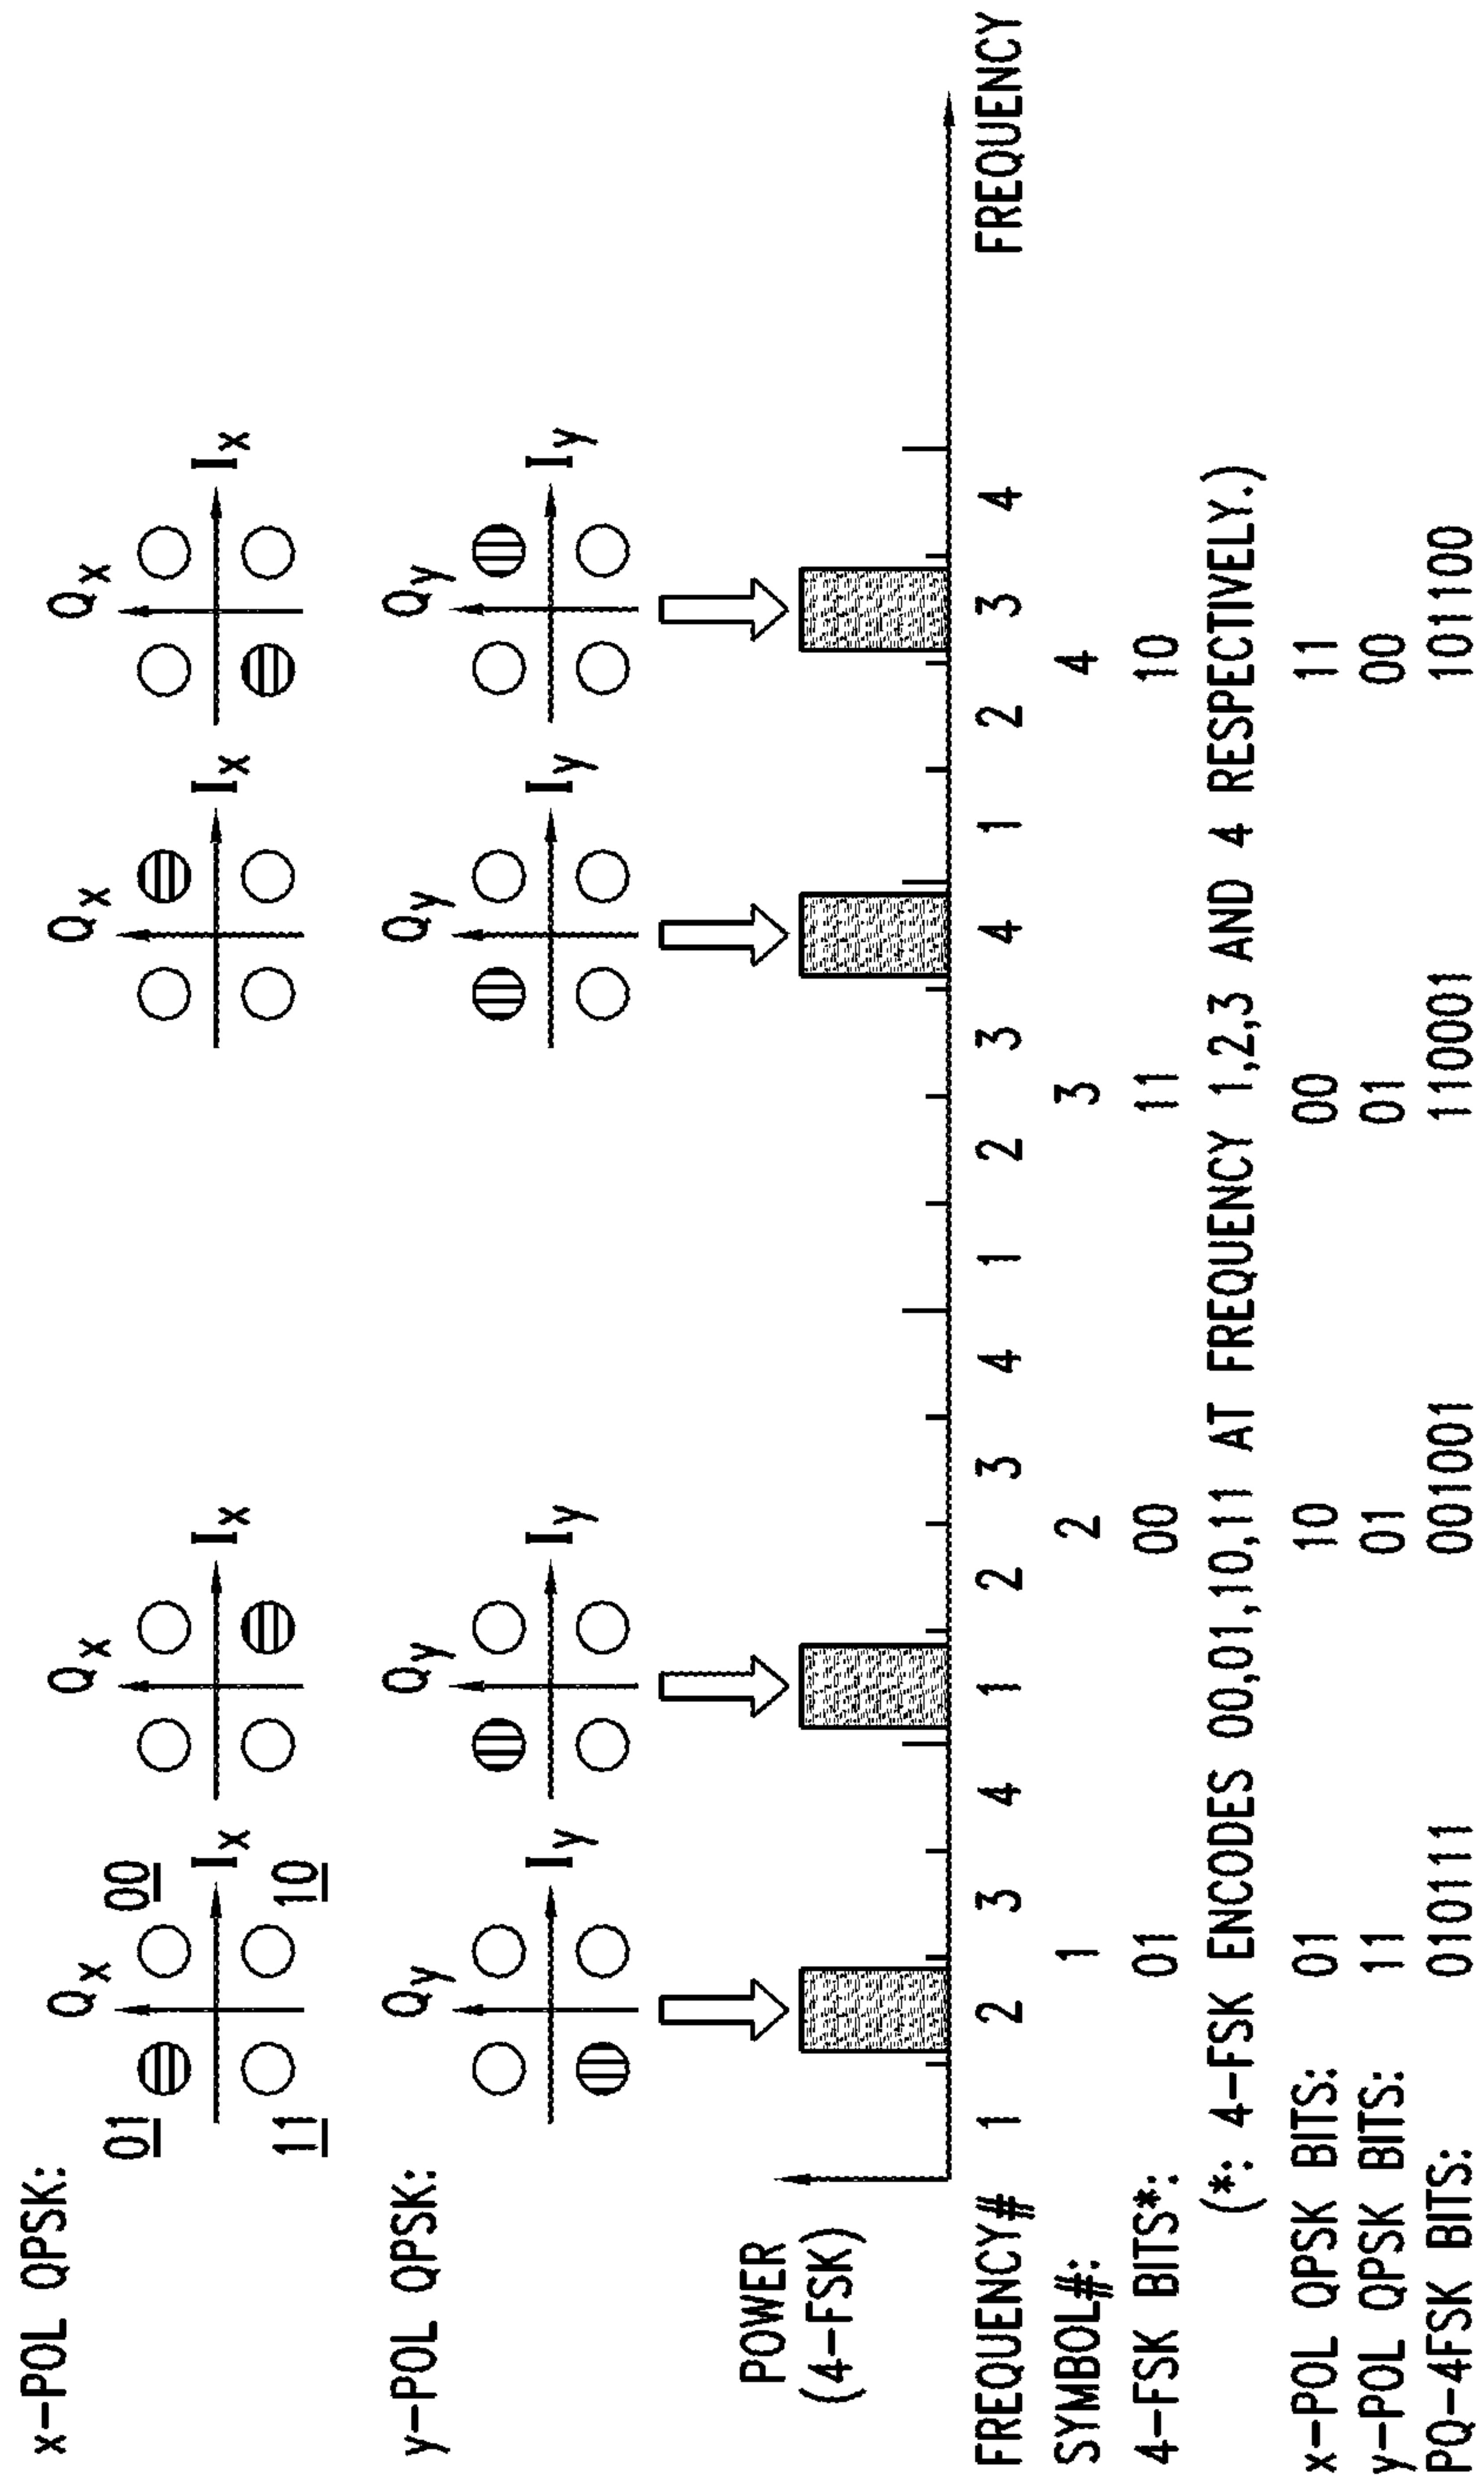 x-POL QPSK:
Qx Qx Qx Qx
01 00
Ix Ix Ix Ix
11 10
y-POL QPSK:
Qy Qy Qy Qy
Iy Iy Iy Iy
POWER
(4-FSK)
FREQUENCY# 1 2 3 4 1 2 3 4 1 2 3 4 1 2 3 4 FREQUENCY
SYMBOL#: 1 2 3 4
4-FSK BITS*: 01 00 11 10
(*: 4-FSK ENCODES 00,01,10,11 AT FREQUENCY 1,2,3 AND 4 RESPECTIVELY.)
x-POL QPSK BITS: 01 10 00 11
y-POL QPSK BITS: 11 01 01 00
PQ-4FSK BITS: 010111 001001 110001 101100